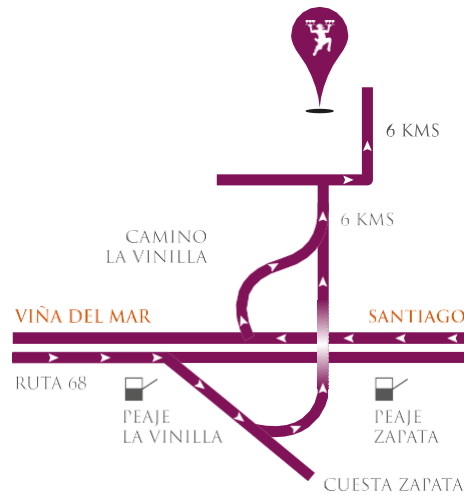 6 KMS
6 KMS
CAMINO
LA VINILLA
VIÑA DEL MAR
SANTIAGO
RUTA 68
PEAJE
LA VINILLA
PEAJE
ZAPATA
CUESTA ZAPATA